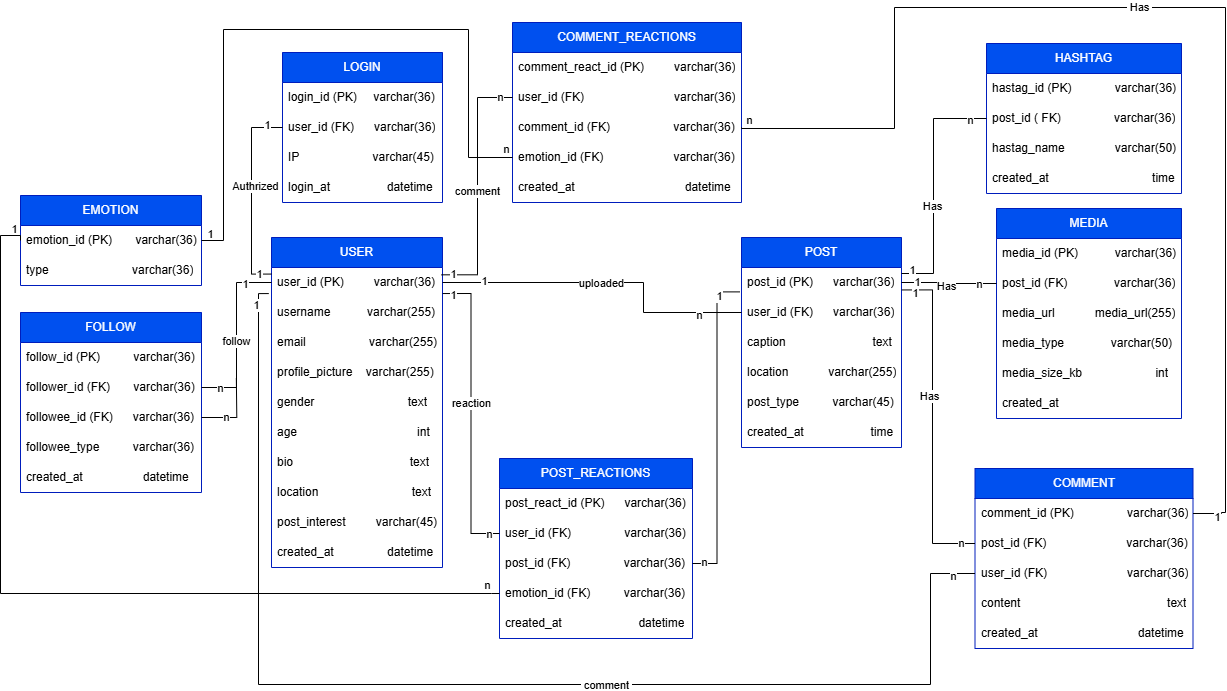 Has
COMMENT_REACTIONS
comment_react_id (PK) varchar(36)
user_id (FK) varchar(36)
comment_id (FK) varchar(36)
emotion_id (FK) varchar(36)
created_at datetime
n
n
n
LOGIN
login_id (PK) varchar(36)
user_id (FK) varchar(36)
IP varchar(45)
login_at datetime
1
Authrized
comment
HASHTAG
hastag_id (PK) varchar(36)
post_id ( FK) varchar(36)
hastag_name varchar(50)
created_at time
n
Has
EMOTION
emotion_id (PK) varchar(36)
type varchar(36)
1
1
USER
user_id (PK) varchar(36)
username varchar(255)
email varchar(255)
profile_picture varchar(255)
gender text
age int
bio text
location text
post_interest varchar(45)
created_at datetime
1
1
1
1
1
1
uploaded
n
POST
post_id (PK) varchar(36)
user_id (FK) varchar(36)
caption text
location varchar(255)
post_type varchar(45)
created_at time
1
1
1
1
Has
n
MEDIA
media_id (PK) varchar(36)
post_id (FK) varchar(36)
media_url media_url(255)
media_type varchar(50)
media_size_kb int
created_at
FOLLOW
follow_id (PK) varchar(36)
follower_id (FK) varchar(36)
followee_id (FK) varchar(36)
followee_type varchar(36)
created_at datetime
n
n
follow
reaction
Has
POST_REACTIONS
post_react_id (PK) varchar(36)
user_id (FK) varchar(36)
post_id (FK) varchar(36)
emotion_id (FK) varchar(36)
created_at datetime
n
n
n
COMMENT
comment_id (PK) varchar(36)
post_id (FK) varchar(36)
user_id (FK) varchar(36)
content text
created_at datetime
1
n
n
comment